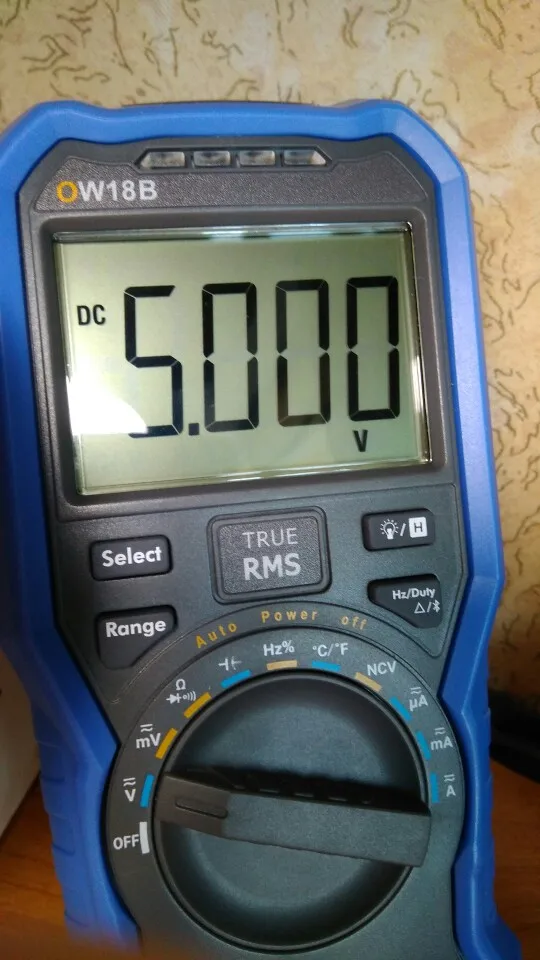 OW18B
DC 5.000 V
Select
TRUE RMS
H
Range
Hz/Duty
Δ/
Auto Power off
Ω
Hz%
°C/°F
NCV
mV
µA
mA
V
A
OFF